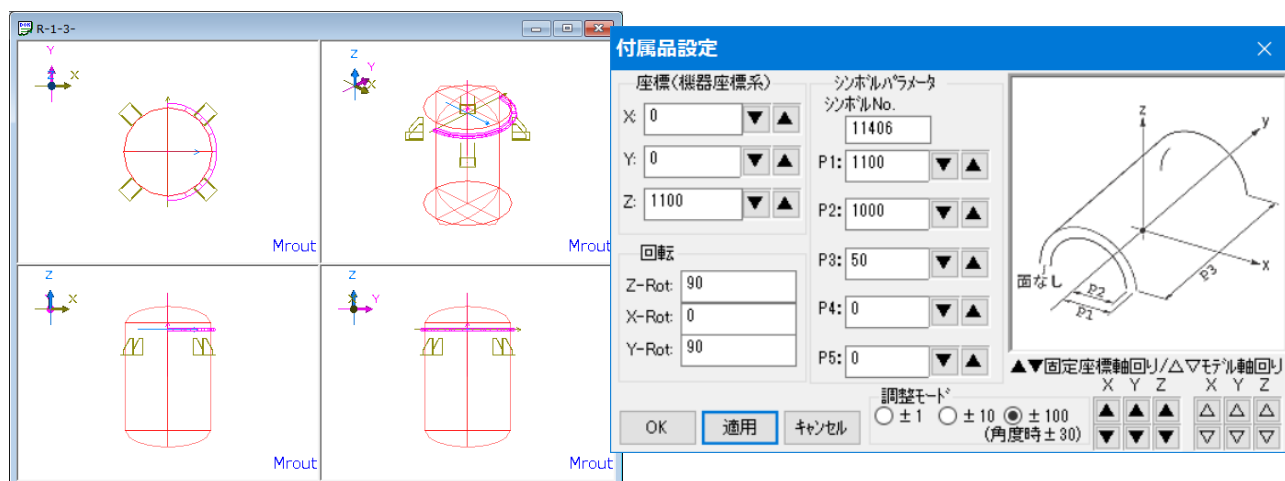 R-1-3-
Y
X
Z
Mrout
Z
Y
X
Mrout
Z
X
Y
Mrout
Z
X
Y
Mrout
付属品設定
座標(機器座標系)
X: 0 ▼ ▲
Y: 0 ▼ ▲
Z: 1100 ▼ ▲
回転
Z-Rot: 90
X-Rot: 0
Y-Rot: 90
OK 適用 キャンセル
シンボルパラメータ
シンボルNo.
11406
P1: 1100 ▼ ▲
P2: 1000 ▼ ▲
P3: 50 ▼ ▲
P4: 0 ▼ ▲
P5: 0 ▼ ▲
調整モード
±1 ±10 ±100
(角度時±30)
z
y
x
面なし
P2
P1
P3
▲▼固定座標軸回り/△▽モデル軸回り
X Y Z X Y Z
▲ ▲ ▲ △ △ △
▼ ▼ ▼ ▽ ▽ ▽